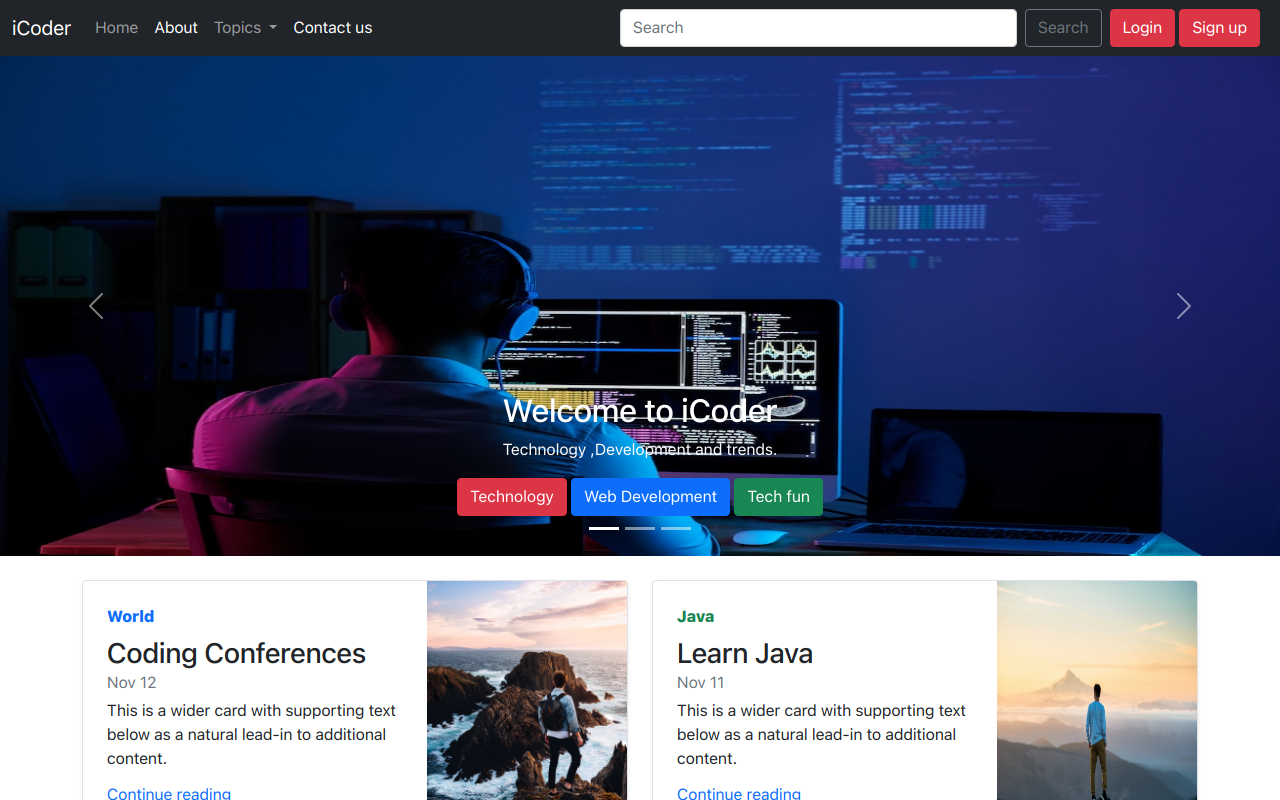 iCoder Home About Topics Contact us Search Search Login Sign up
Welcome to iCoder
Technology ,Development and trends.
Technology Web Development Tech fun
World
Coding Conferences
Nov 12
This is a wider card with supporting text
below as a natural lead-in to additional
content.
Continue reading
Java
Learn Java
Nov 11
This is a wider card with supporting text
below as a natural lead-in to additional
content.
Continue reading